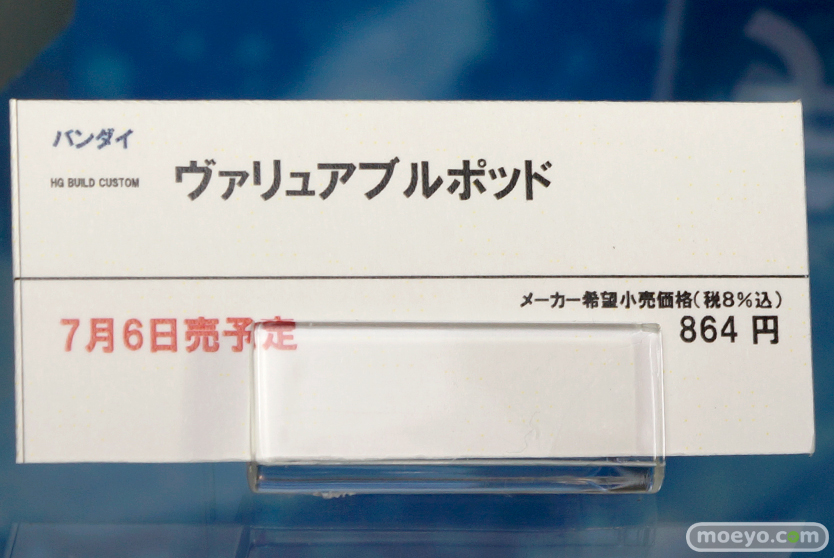 バンダイ
HG BUILD CUSTOM
ヴァリュアブルポッド
メーカー希望小売価格(税8%込)
7月6日売予定
864 円
moeyo.com